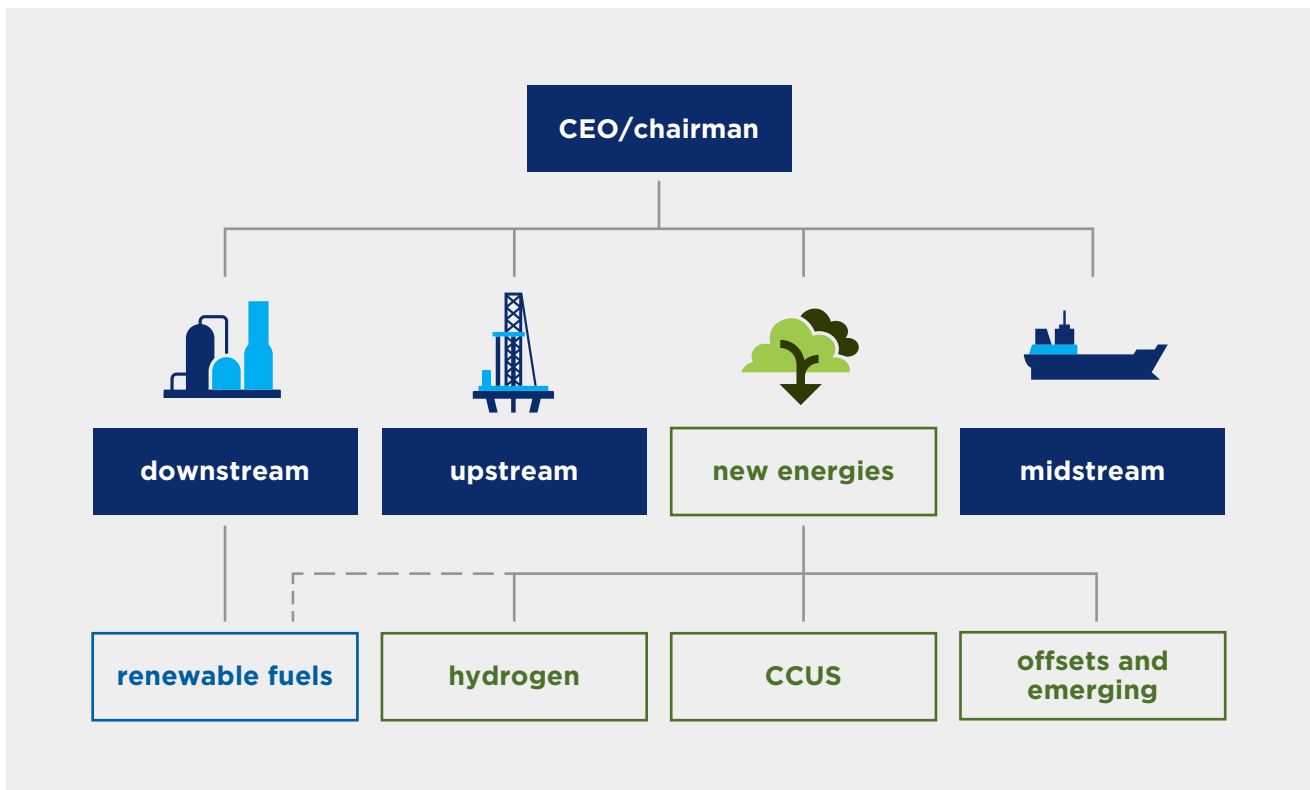 CEO/chairman
downstream
upstream
new energies
midstream
renewable fuels
hydrogen
CCUS
offsets and
emerging